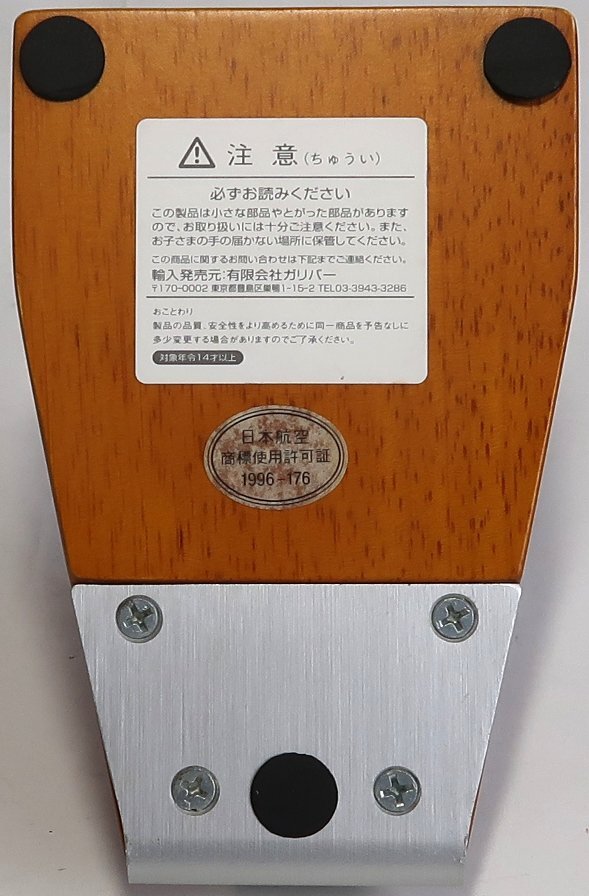 注意(ちゅうい)
必ずお読みください
この製品は小さな部品やとがった部品があります
ので、お取り扱いには十分ご注意ください。また、
お子さまの手の届かない場所に保管してください。
この商品に関するお問い合わせは下記までご連絡ください。
輸入発売元:有限会社ガリバー
〒170-0002 東京都豊島区巣鴨1-15-2 TEL03-3943-3286
おことわり
製品の品質、安全性をより高めるために同一商品を予告なしに
多少変更する場合がありますのでご了承ください。
対象年令14才以上
日本航空
商標使用許可証
1996-176